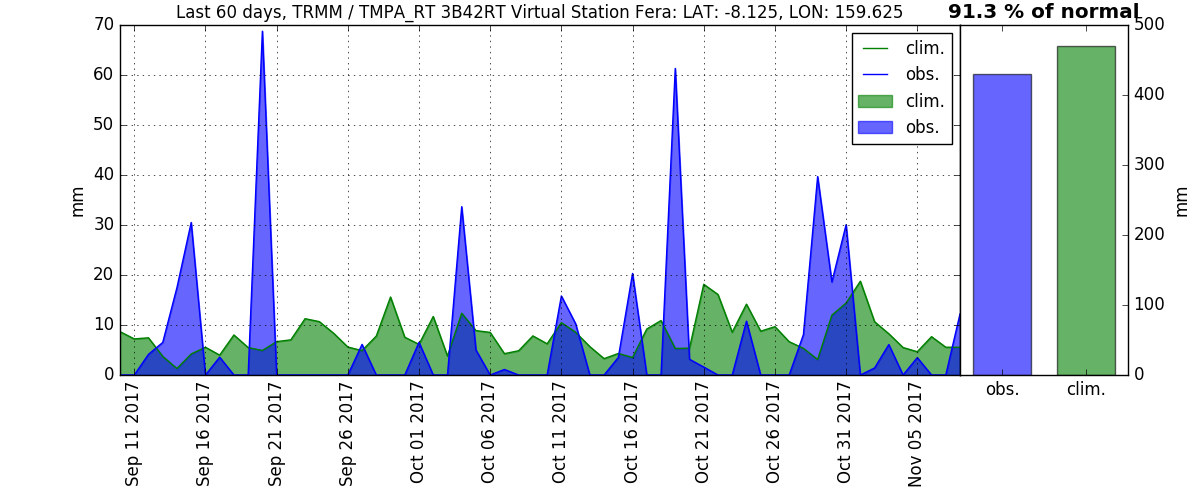 Last 60 days, TRMM / TMPA_RT 3B42RT Virtual Station Fera: LAT: -8.125, LON: 159.625
91.3 % of normal
70
60
50
40
30
20
10
0
mm
clim.
obs.
clim.
obs.
Sep 11 2017
Sep 16 2017
Sep 21 2017
Sep 26 2017
Oct 01 2017
Oct 06 2017
Oct 11 2017
Oct 16 2017
Oct 21 2017
Oct 26 2017
Oct 31 2017
Nov 05 2017
500
400
300
200
100
0
mm
obs.
clim.